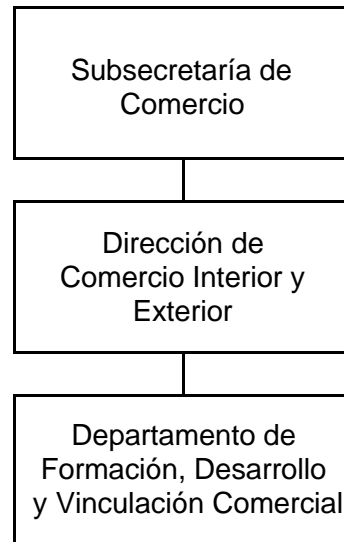 Subsecretaría de
Comercio
Dirección de
Comercio Interior y
Exterior
Departamento de
Formación, Desarrollo
y Vinculación Comercial